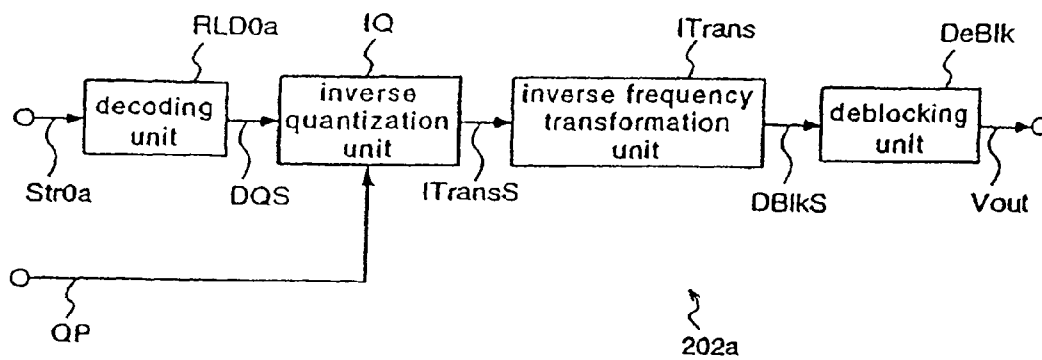 RLD0a
IQ
ITrans
DeBlk
decoding
unit
inverse
quantization
unit
inverse frequency
transformation
unit
deblocking
unit
Str0a
DQS
ITransS
DBlkS
Vout
QP
202a